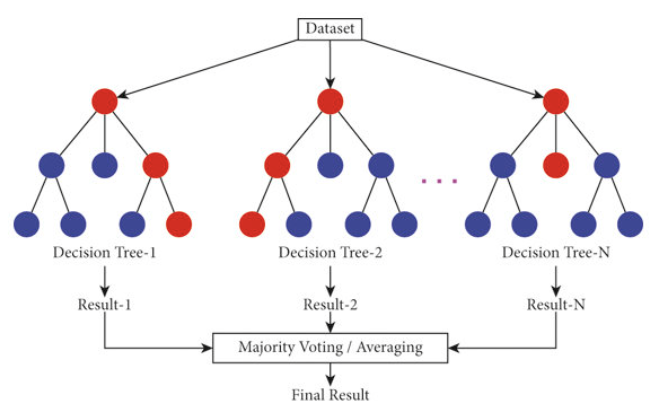 Dataset
Decision Tree-1
Decision Tree-2
Decision Tree-N
Result-1
Result-2
Result-N
Majority Voting / Averaging
Final Result